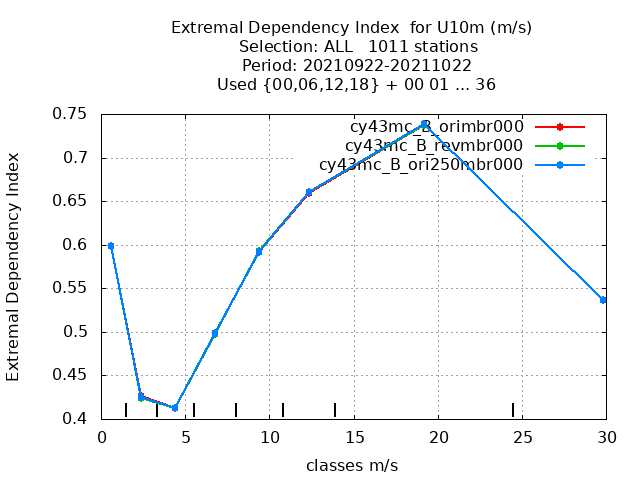 Extremal Dependency Index  for U10m (m/s)
Selection: ALL   1011 stations
Period: 20210922-20211022
Used {00,06,12,18} + 00 01 ... 36
cy43mc_B_orimbr000
cy43mc_B_revmbr000
cy43mc_B_ori250mbr000
Extremal Dependency Index
0.75
0.7
0.65
0.6
0.55
0.5
0.45
0.4
0 5 10 15 20 25 30
classes m/s